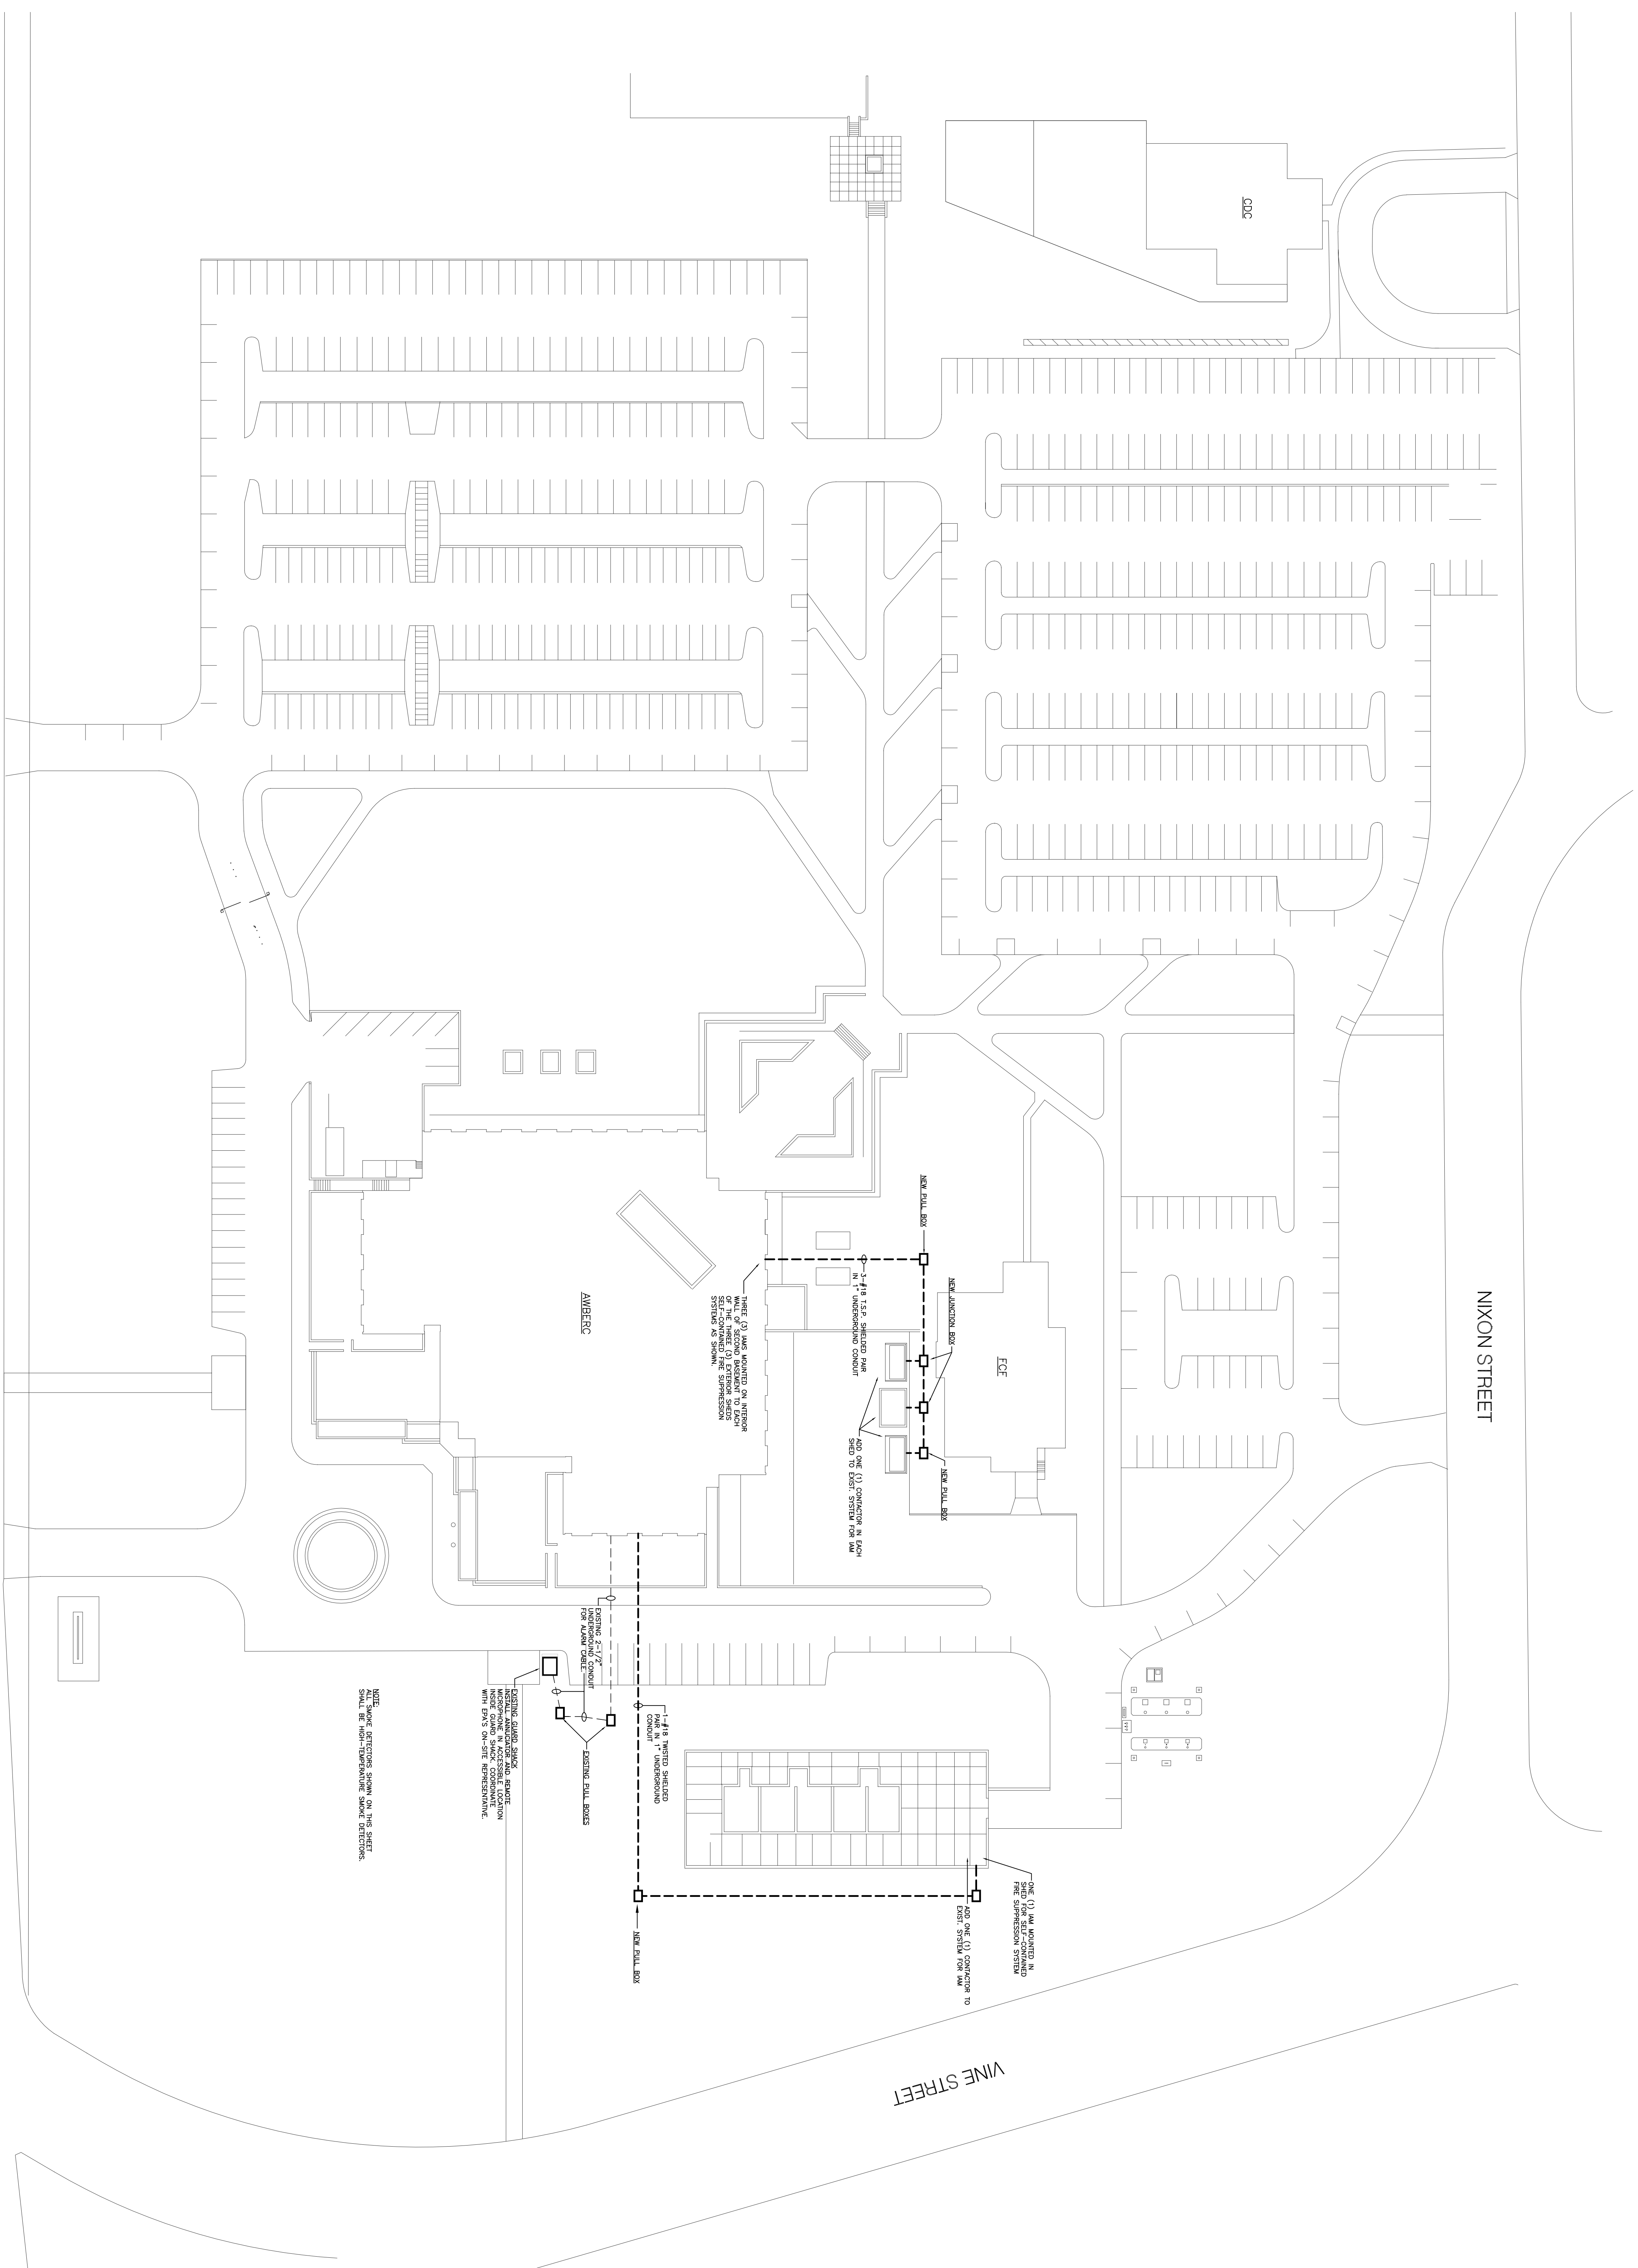 NIXON STREET
VINE STREET
CDC
FCF
AWBERC
NEW PULL BOX
NEW JUNCTION BOX
3-#18 T.S.P. SHIELDED PAIR
IN 1" UNDERGROUND CONDUIT
THREE (3) IAMS MOUNTED ON INTERIOR
WALL OF SECOND BASEMENT TO EACH
OF THE THREE (3) EXTERIOR SHEDS
SELF-CONTAINED FIRE SUPPRESSION
SYSTEMS AS SHOWN.
ADD ONE (1) CONTACTOR IN EACH
SHED TO EXIST. SYSTEM FOR IAM
NEW PULL BOX
EXISTING 2-1/2"
UNDERGROUND CONDUIT
FOR ALARM CABLE.
1-#18 TWISTED SHIELDED
PAIR IN 1" UNDERGROUND
CONDUIT
EXISTING GUARD SHACK
INSTALL ANNUCIATOR AND REMOTE
MICROPHONE IN ACCESSIBLE LOCATION
INSIDE GUARD SHACK. COORDINATE
WITH EPA'S ON-SITE REPRESENTATIVE.
EXISTING PULL BOXES
NOTE:
ALL SMOKE DETECTORS SHOWN ON THIS SHEET
SHALL BE HIGH-TEMPERATURE SMOKE DETECTORS.
ONE (1) IAM MOUNTED IN
SHED FOR SELF-CONTAINED
FIRE SUPPRESSION SYSTEM
ADD ONE (1) CONTACTOR TO
EXIST. SYSTEM FOR IAM
NEW PULL BOX